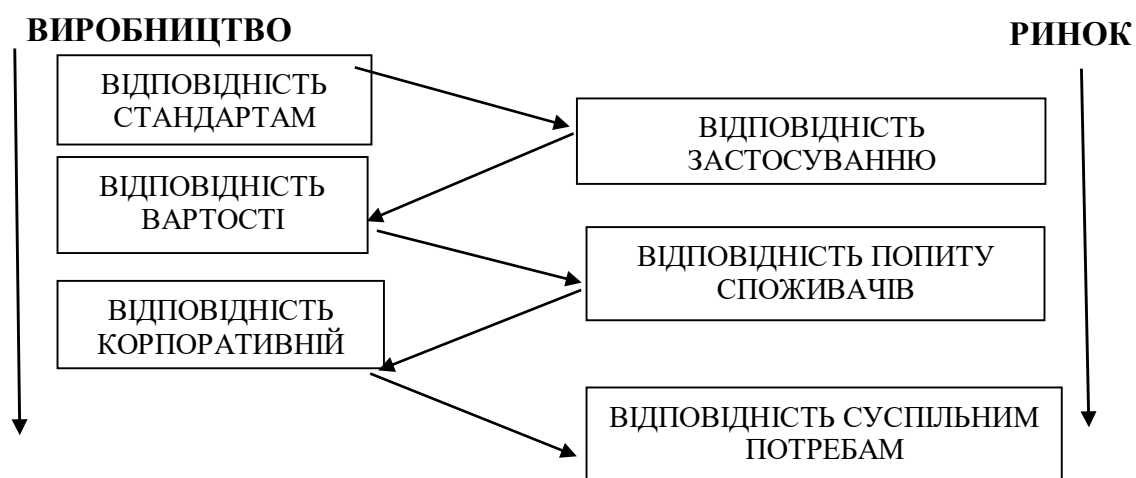 ВИРОБНИЦТВО
РИНОК
ВІДПОВІДНІСТЬ
СТАНДАРТАМ
ВІДПОВІДНІСТЬ
ЗАСТОСУВАННЮ
ВІДПОВІДНІСТЬ
ВАРТОСТІ
ВІДПОВІДНІСТЬ ПОПИТУ
СПОЖИВАЧІВ
ВІДПОВІДНІСТЬ
КОРПОРАТИВНІЙ
ВІДПОВІДНІСТЬ СУСПІЛЬНИМ
ПОТРЕБАМ